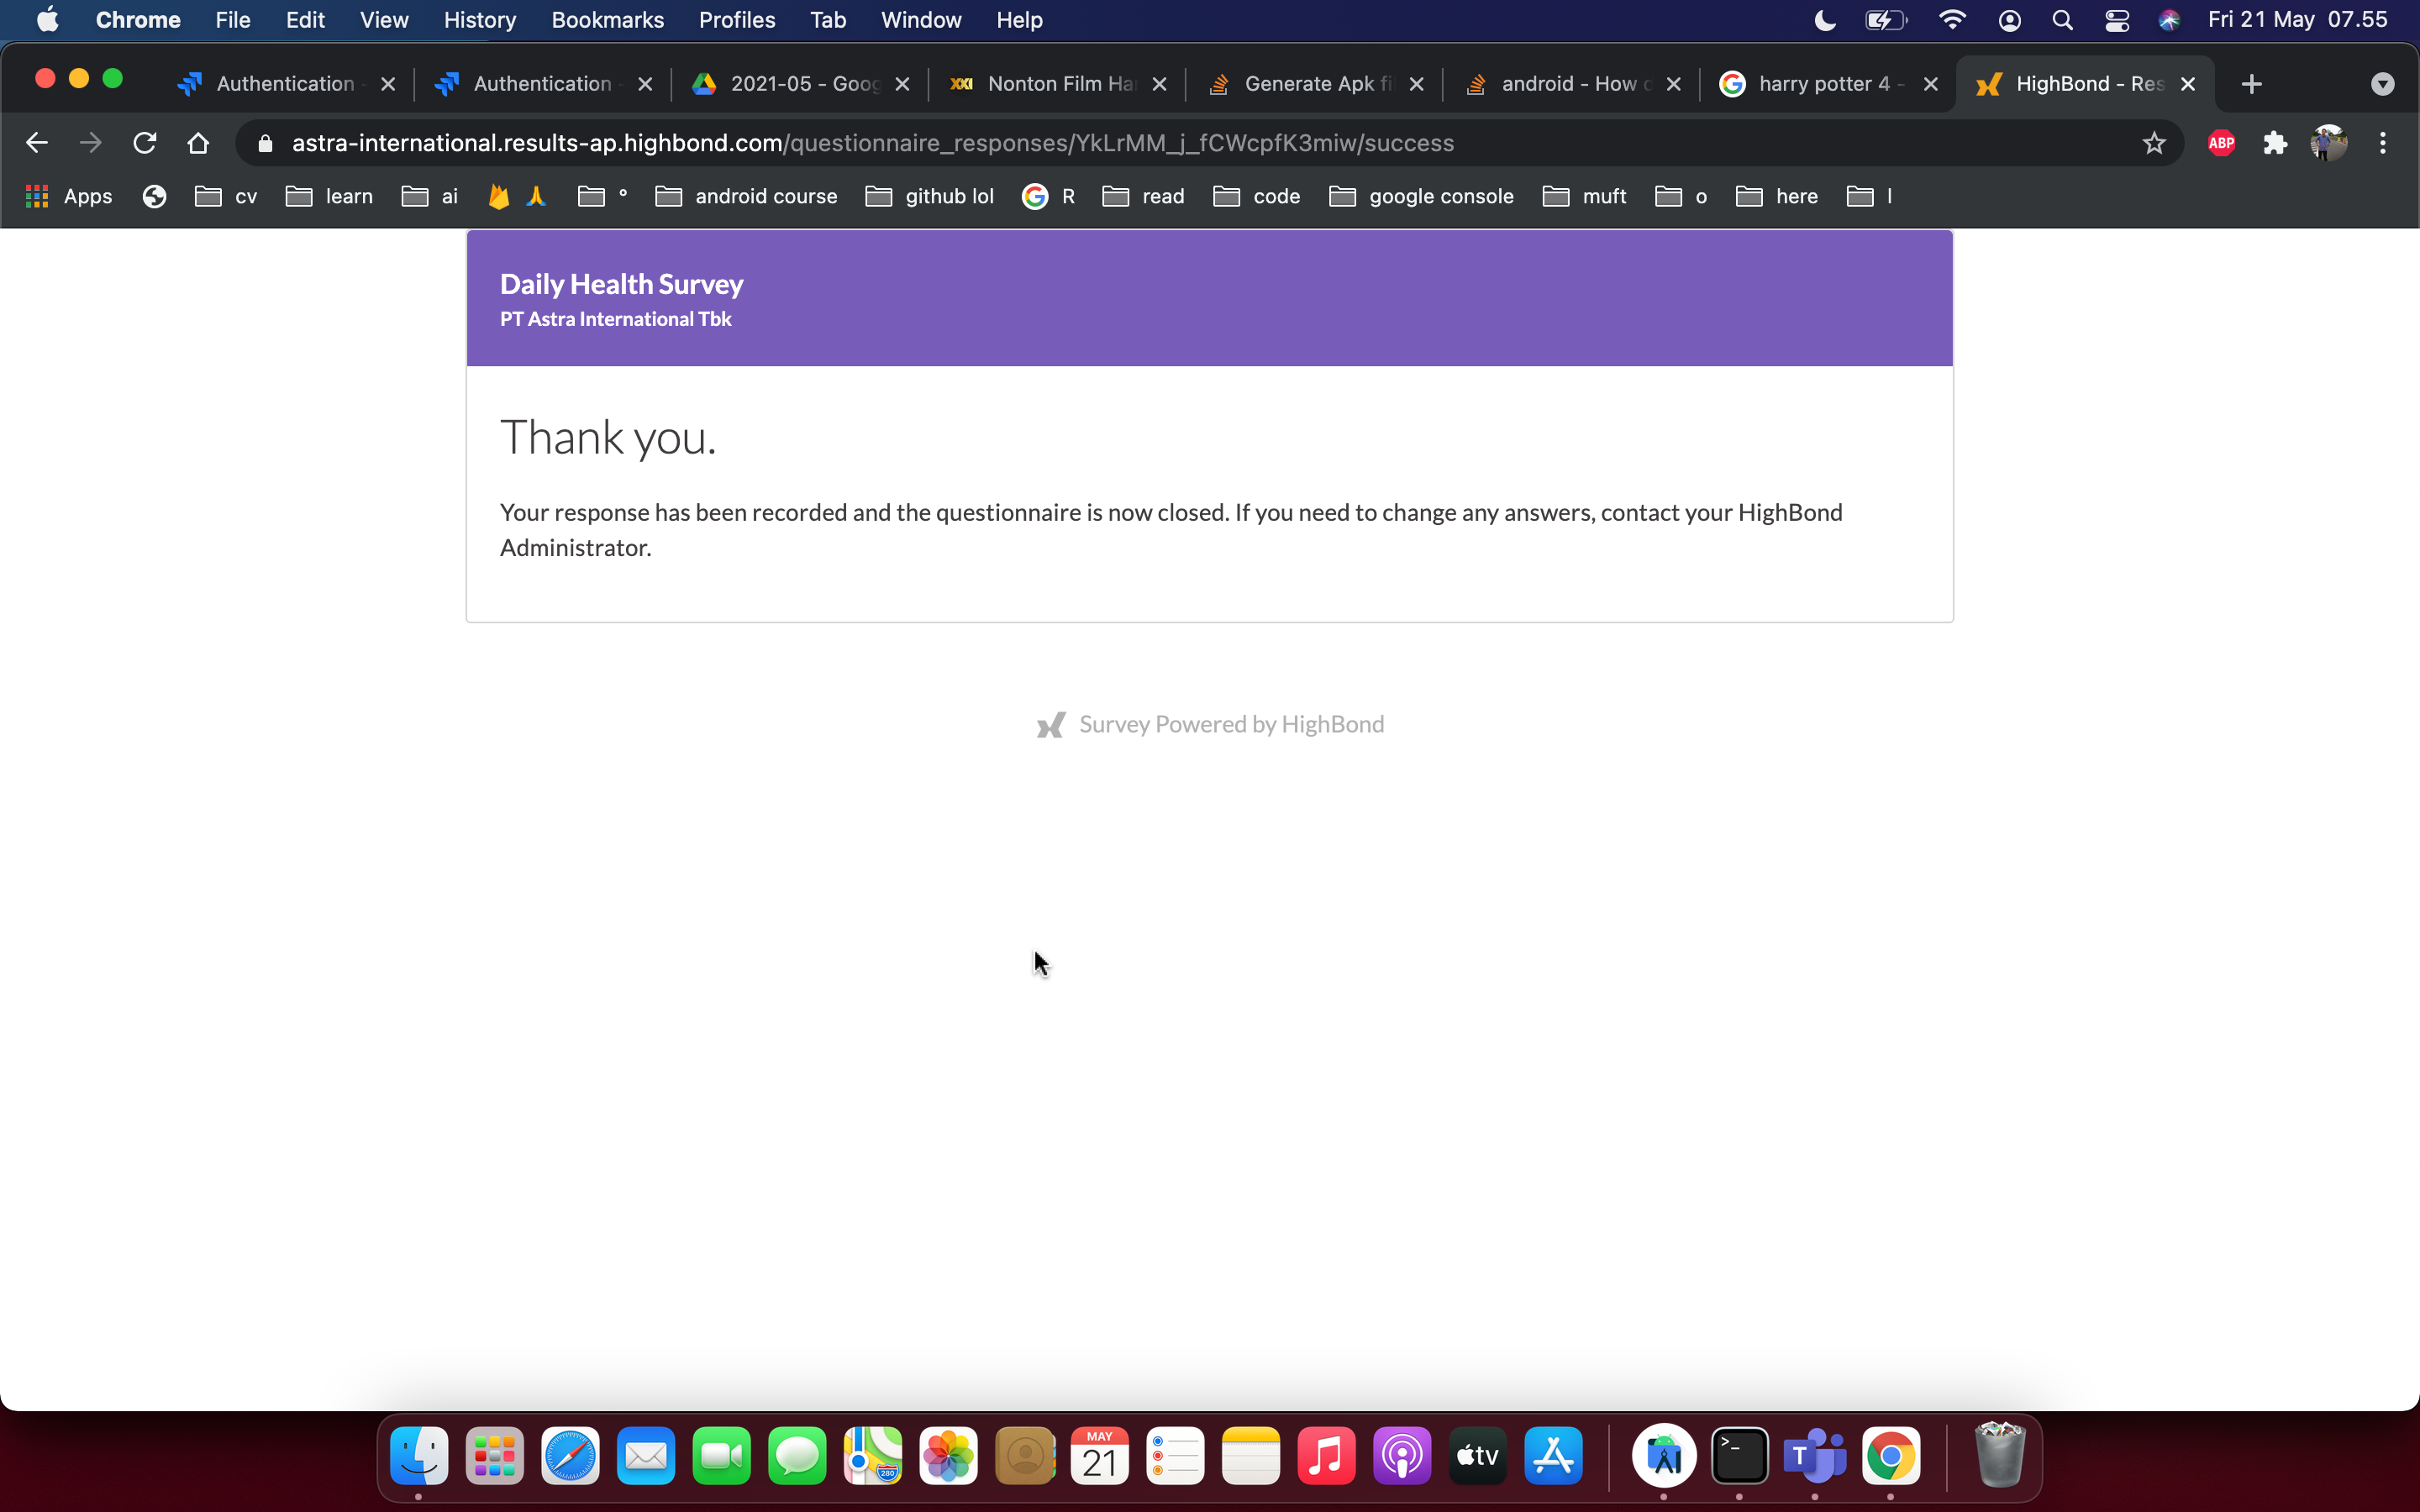 Chrome File Edit View History Bookmarks Profiles Tab Window Help Fri 21 May 07.55
Authentication - Authentication - 2021-05 - Goog Nonton Film Ha Generate Apk fi android - How harry potter 4 - HighBond - Res
astra-international.results-ap.highbond.com/questionnaire_responses/YkLrMM_j_fCWcpfK3miw/success ABP
Apps cv learn ai ° android course github lol R read code google console muft o here l
Daily Health Survey
PT Astra International Tbk
Thank you.
Your response has been recorded and the questionnaire is now closed. If you need to change any answers, contact your HighBond
Administrator.
Survey Powered by HighBond
MAY
21
280
tv
>_
T